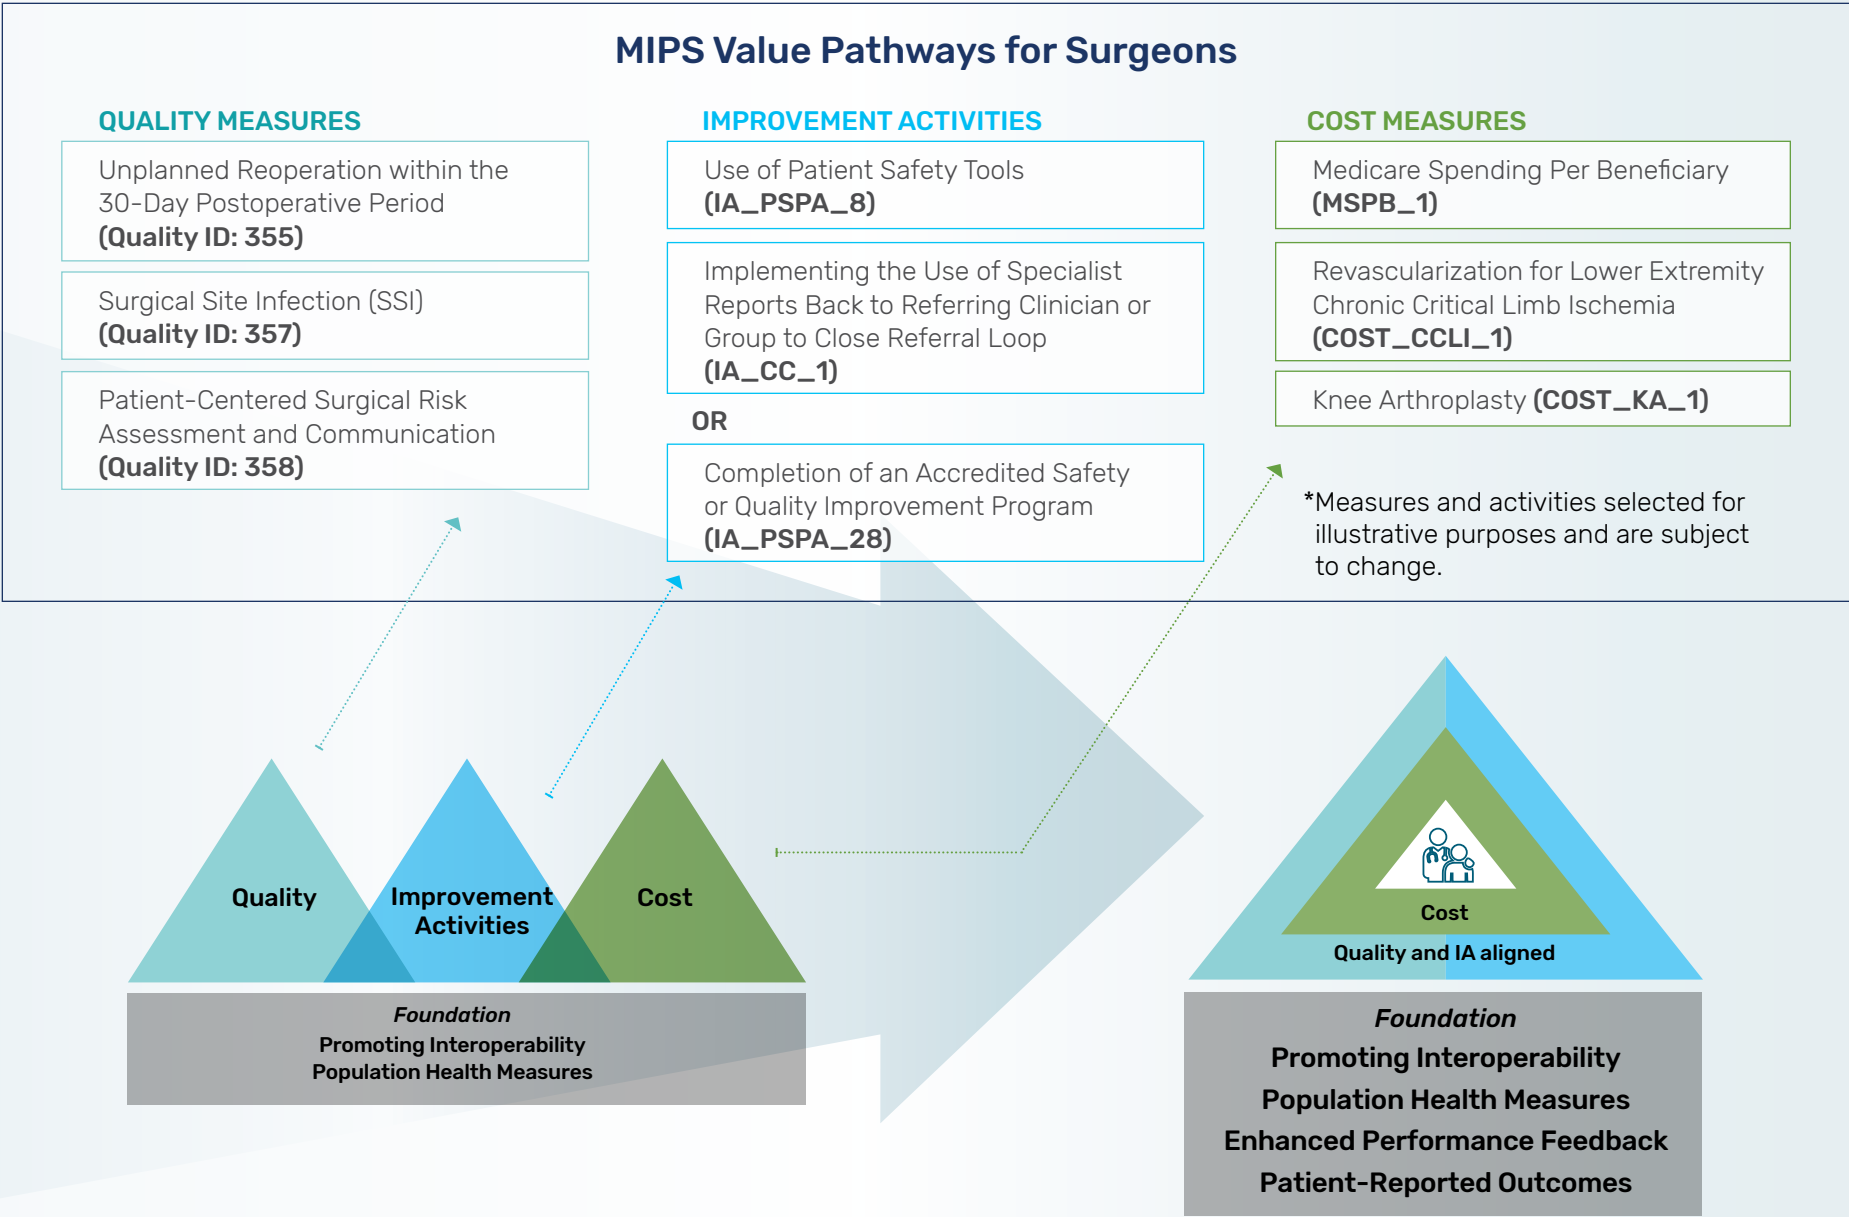 MIPS Value Pathways for Surgeons
QUALITY MEASURES
Unplanned Reoperation within the
30-Day Postoperative Period
(Quality ID: 355)
Surgical Site Infection (SSI)
(Quality ID: 357)
Patient-Centered Surgical Risk
Assessment and Communication
(Quality ID: 358)
IMPROVEMENT ACTIVITIES
Use of Patient Safety Tools
(IA_PSPA_8)
Implementing the Use of Specialist
Reports Back to Referring Clinician or
Group to Close Referral Loop
(IA_CC_1)
OR
Completion of an Accredited Safety
or Quality Improvement Program
(IA_PSPA_28)
COST MEASURES
Medicare Spending Per Beneficiary
(MSPB_1)
Revascularization for Lower Extremity
Chronic Critical Limb Ischemia
(COST_CCLI_1)
Knee Arthroplasty (COST_KA_1)
*Measures and activities selected for
illustrative purposes and are subject
to change.
Quality
Improvement
Activities
Cost
Foundation
Promoting Interoperability
Population Health Measures
Cost
Quality and IA aligned
Foundation
Promoting Interoperability
Population Health Measures
Enhanced Performance Feedback
Patient-Reported Outcomes